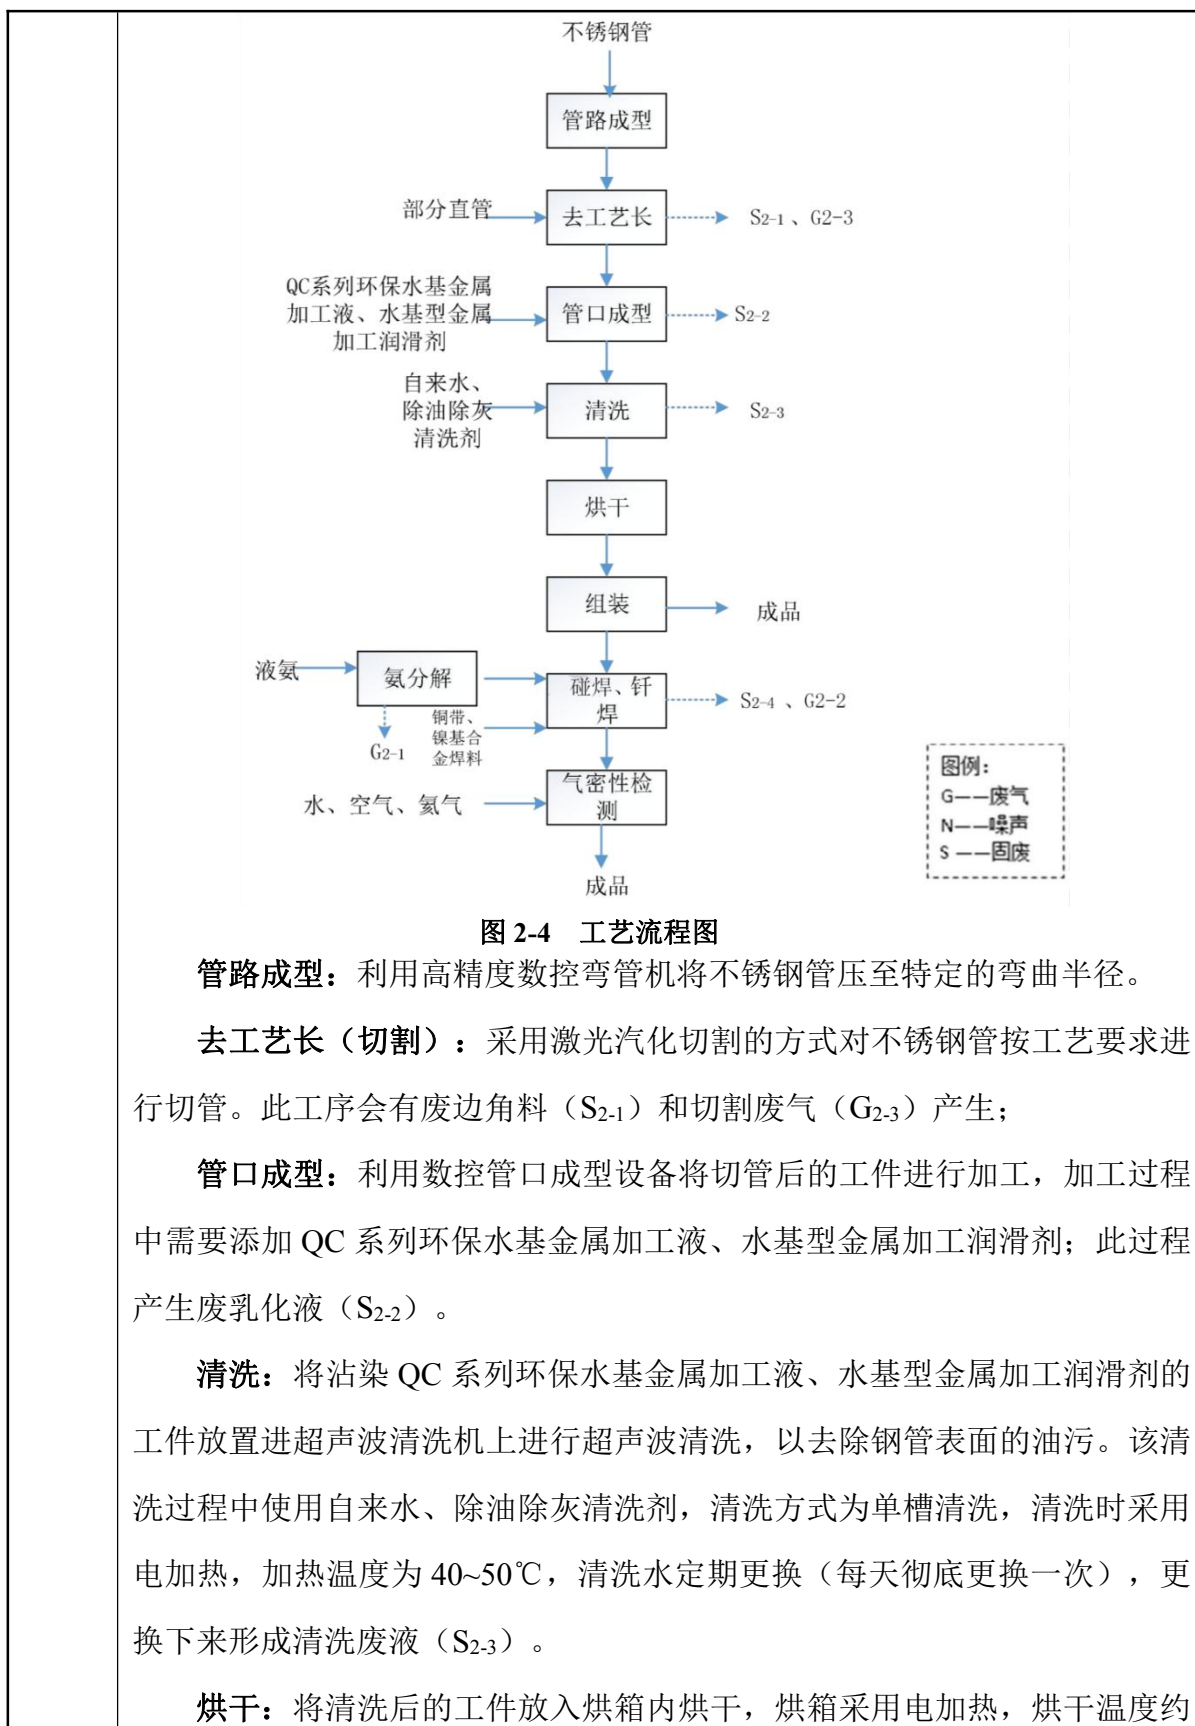 不锈钢管
管路成型
部分直管
去工艺长
S2-1 、G2-3
QC系列环保水基金属
加工液、水基型金属
加工润滑剂
管口成型
S2-2
自来水、
除油除灰
清洗剂
清洗
S2-3
烘干
组装
成品
液氨
氨分解
G2-1
铜带、
镍基合
金焊料
碰焊、钎
焊
S2-4 、G2-2
水、空气、氦气
气密性检
测
成品
图例：
G——废气
N——噪声
S ——固废
图 2-4 工艺流程图
管路成型：利用高精度数控弯管机将不锈钢管压至特定的弯曲半径。
去工艺长（切割）：采用激光汽化切割的方式对不锈钢管按工艺要求进
行切管。此工序会有废边角料（S2-1）和切割废气（G2-3）产生；
管口成型：利用数控管口成型设备将切管后的工件进行加工，加工过程
中需要添加 QC 系列环保水基金属加工液、水基型金属加工润滑剂；此过程
产生废乳化液（S2-2）。
清洗：将沾染 QC 系列环保水基金属加工液、水基型金属加工润滑剂的
工件放置进超声波清洗机上进行超声波清洗，以去除钢管表面的油污。该清
洗过程中使用自来水、除油除灰清洗剂，清洗方式为单槽清洗，清洗时采用
电加热，加热温度为 40~50℃，清洗水定期更换（每天彻底更换一次），更
换下来形成清洗废液（S2-3）。
烘干：将清洗后的工件放入烘箱内烘干，烘箱采用电加热，烘干温度约